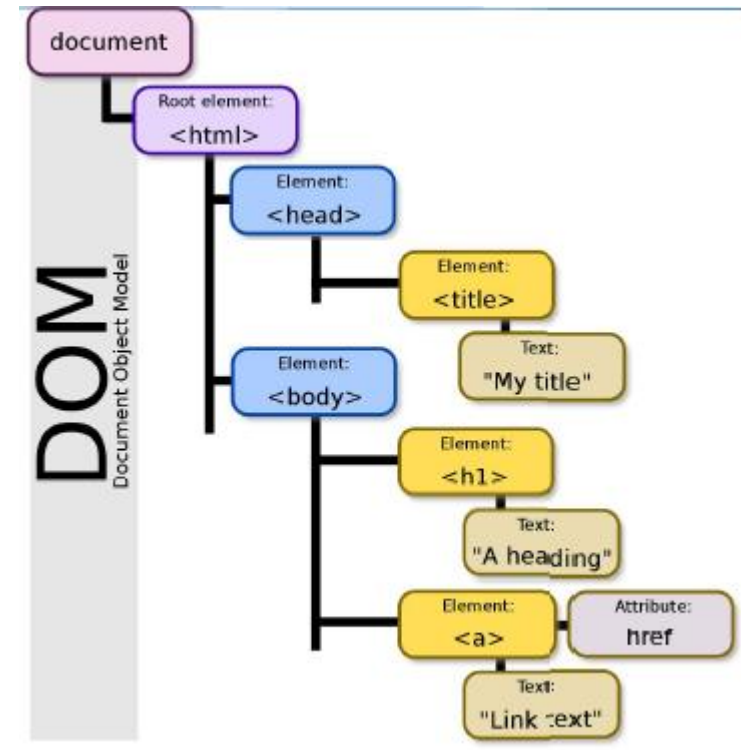 document
Root element:
<html>
Element:
<head>
Element:
<title>
Text:
"My title"
Element:
<body>
Element:
<h1>
Text:
"A heading"
Element:
<a>
Attribute:
href
Text:
"Link text"
DOM
Document Object Model